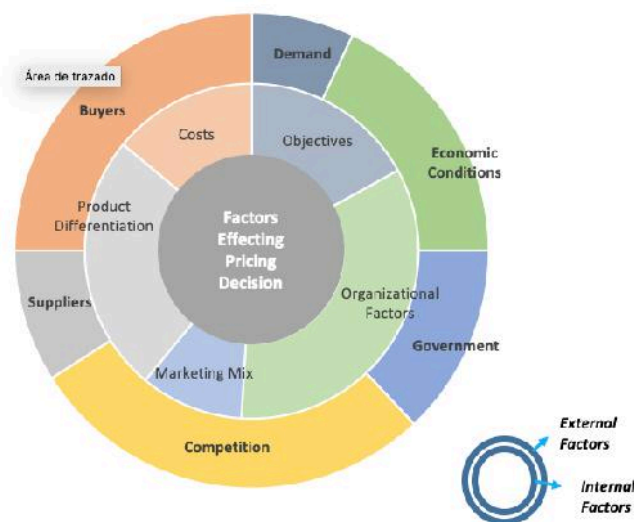 Demand
Área de trazado
Buyers
Costs
Objectives
Economic
Conditions
Product
Differentiation
Factors
Effecting
Pricing
Decision
Suppliers
Organizational
Factors
Government
Marketing Mix
Competition
External
Factors
Internal
Factors